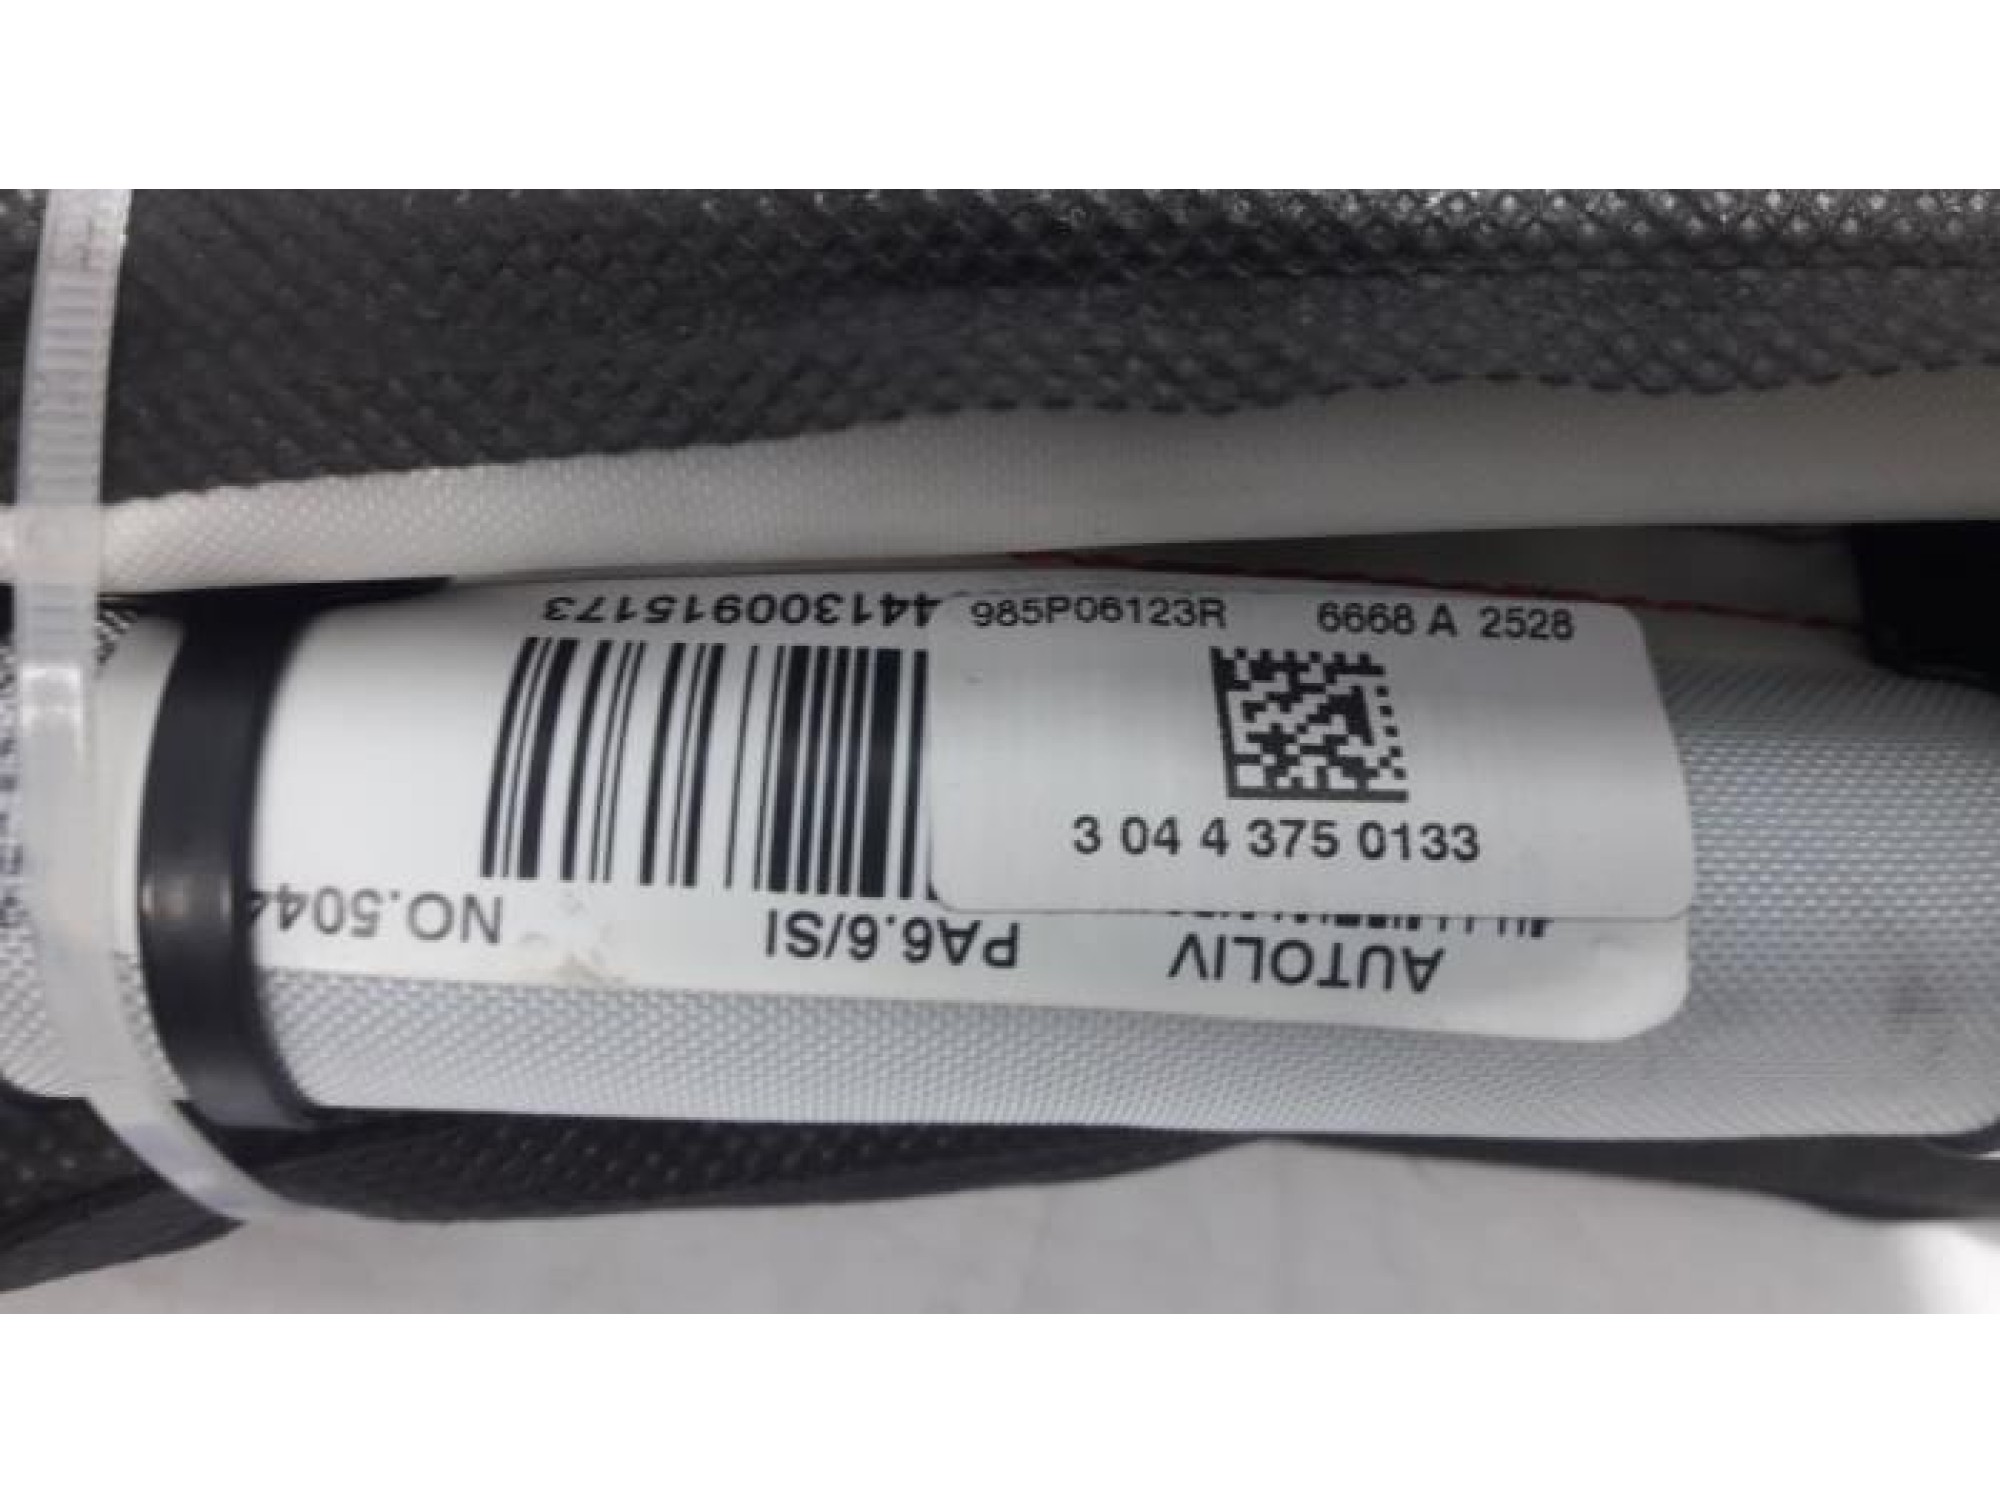 985P06123R 6668 A 2528
3 04 4 375 0133
AUTOLIV PA6.6/SI NO.504
441300915173